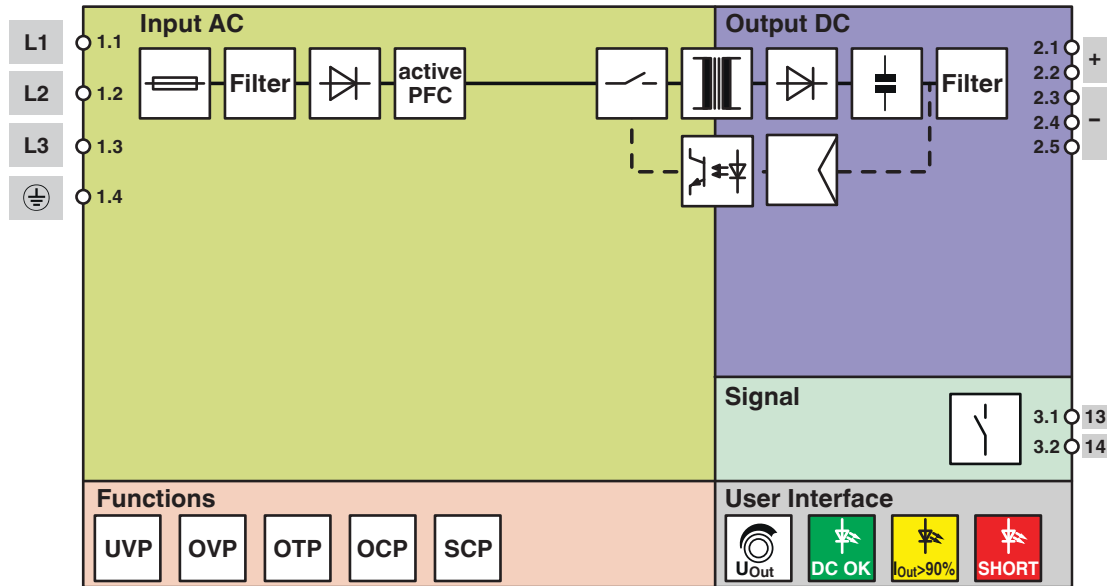 Input AC
Output DC
L1
1.1
L2
1.2
L3
1.3
1.4
Filter
active
PFC
Filter
2.1
2.2
+
2.3
2.4
2.5
–
Signal
3.1
13
3.2
14
Functions
UVP
OVP
OTP
OCP
SCP
User Interface
UOut
DC OK
IOut>90%
SHORT